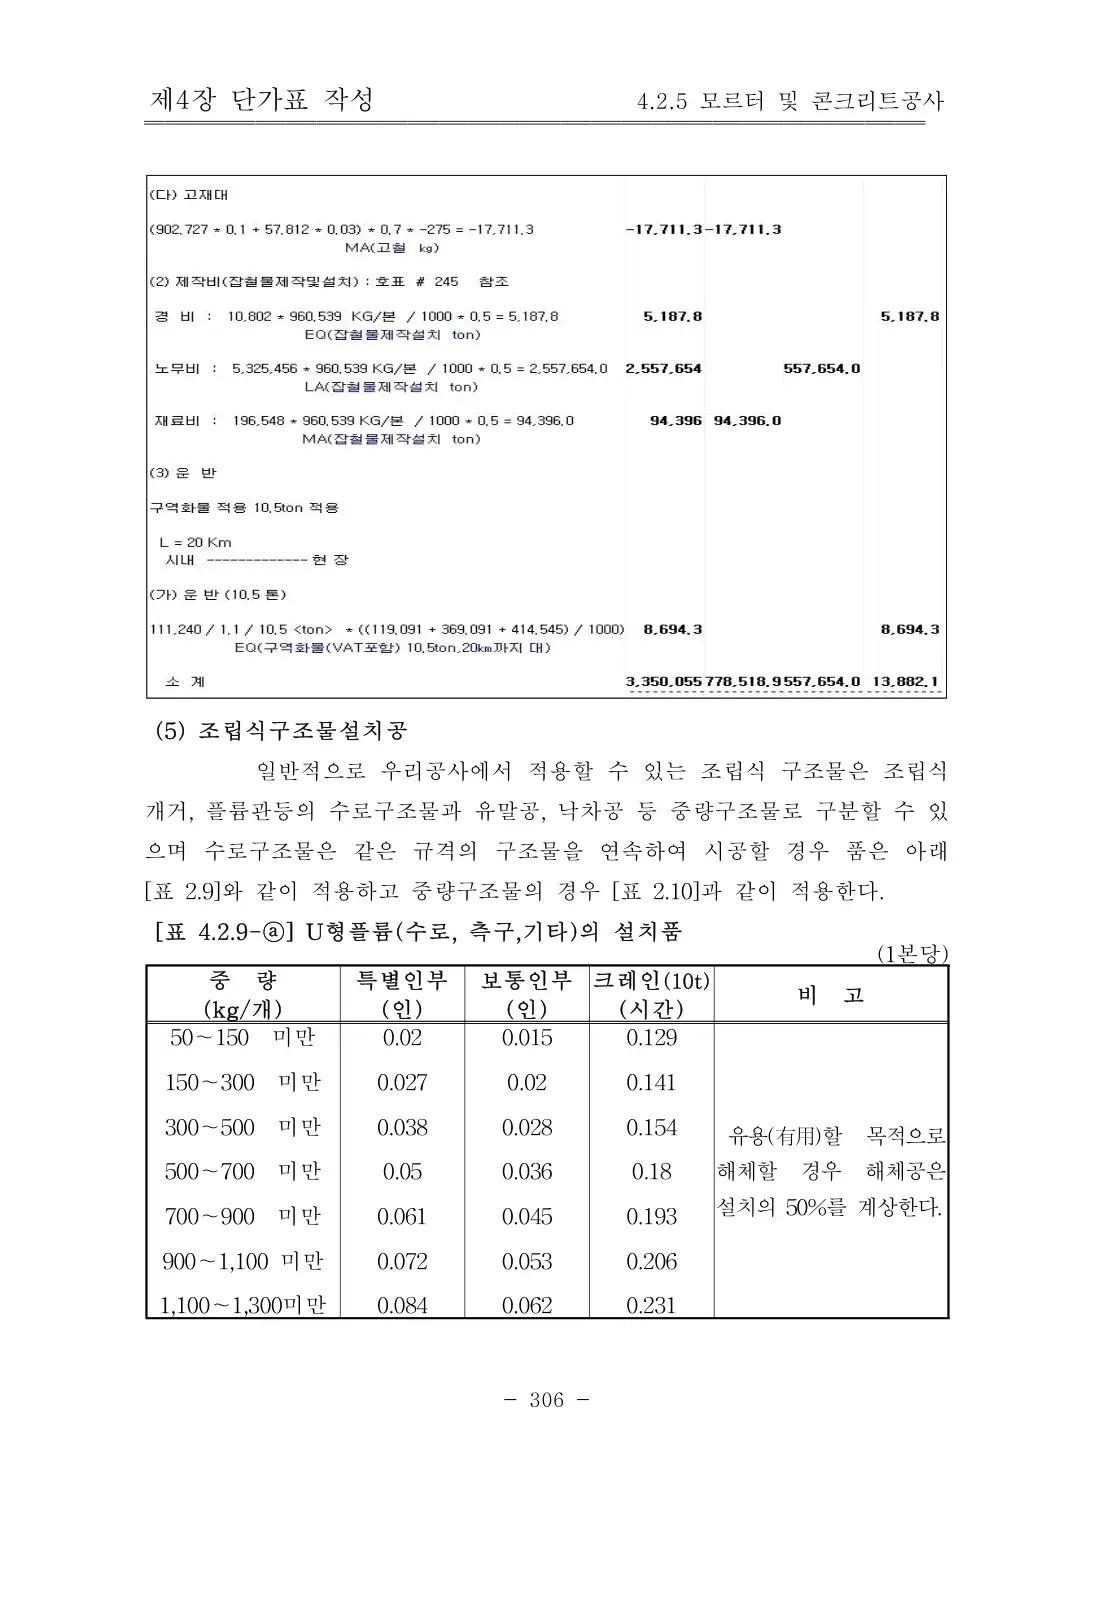 제4장 단가표 작성 4.2.5 모르터 및 콘크리트공사
(다) 고재대
(902.727 * 0.1 + 57.812 * 0.03) * 0.7 * -275 = -17,711.3 -17,711.3 -17,711.3
MA(고철 kg)
(2) 제작비(잡철물제작및설치) : 호표 # 245 참조
경 비 : 10,802 * 960.539 KG/본 / 1000 * 0.5 = 5,187.8 5,187.8 5,187.8
EQ(잡철물제작설치 ton)
노무비 : 5,325,456 * 960.539 KG/본 / 1000 * 0.5 = 2,557,654.0 2,557,654 557,654.0
LA(잡철물제작설치 ton)
재료비 : 196,548 * 960.539 KG/본 / 1000 * 0.5 = 94,396.0 94,396 94,396.0
MA(잡철물제작설치 ton)
(3) 운 반
구역화물 적용 10.5ton 적용
L = 20 Km
시내 ------------- 현 장
(가) 운 반 (10.5 톤)
111,240 / 1.1 / 10.5 <ton> * ((119.091 + 369.091 + 414.545) / 1000) 8,694.3 8,694.3
EQ(구역화물(VAT포함) 10.5ton,20km까지 대)
소 계 3,350,055 778,518.9 557,654.0 13,882.1
(5) 조립식구조물설치공
일반적으로 우리공사에서 적용할 수 있는 조립식 구조물은 조립식
개거, 플륨관등의 수로구조물과 유말공, 낙차공 등 중량구조물로 구분할 수 있
으며 수로구조물은 같은 규격의 구조물을 연속하여 시공할 경우 품은 아래
[표 2.9]와 같이 적용하고 중량구조물의 경우 [표 2.10]과 같이 적용한다.
[표 4.2.9-ⓐ] U형플륨(수로, 측구,기타)의 설치품
(1본당)
중 량 특별인부 보통인부 크레인(10t) 비 고
(kg/개) (인) (인) (시간)
50∼150 미만 0.02 0.015 0.129
150∼300 미만 0.027 0.02 0.141
300∼500 미만 0.038 0.028 0.154 유용(有用)할 목적으로
500∼700 미만 0.05 0.036 0.18 해체할 경우 해체공은
700∼900 미만 0.061 0.045 0.193 설치의 50%를 계상한다.
900∼1,100 미만 0.072 0.053 0.206
1,100∼1,300미만 0.084 0.062 0.231
- 306 -